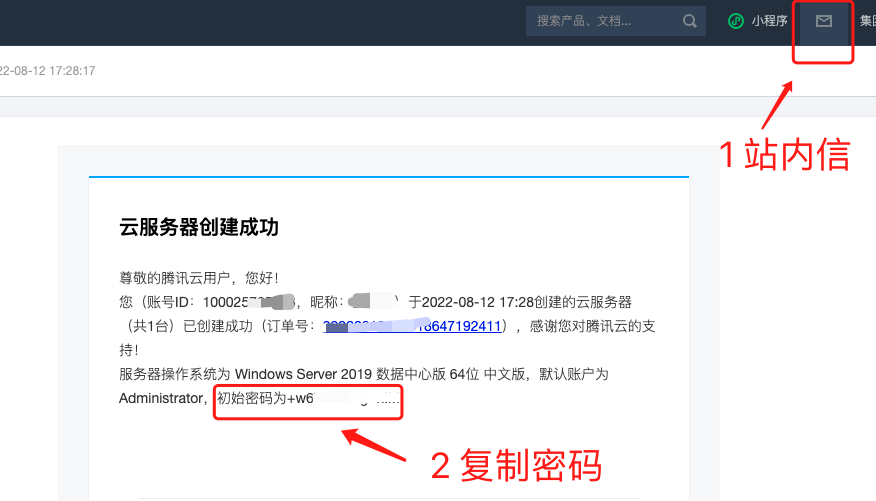 搜索产品、文档...
小程序
集团
22-08-12 17:28:17
1 站内信
云服务器创建成功
尊敬的腾讯云用户，您好！
您（账号ID：100025，昵称：）于2022-08-12 17:28创建的云服务器
（共1台）已创建成功（订单号：18647192411），感谢您对腾讯云的支
持！
服务器操作系统为 Windows Server 2019 数据中心版 64位 中文版，默认账户为
Administrator，初始密码为+w6
2 复制密码